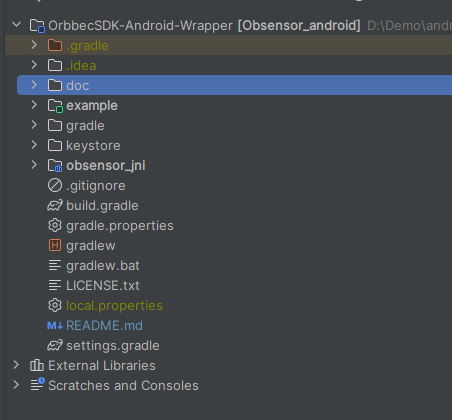 OrbbecSDK-Android-Wrapper [Obsensor_android] D:\Demo\and
.gradle
.idea
doc
example
gradle
keystore
obsensor_jni
.gitignore
build.gradle
gradle.properties
H gradlew
gradlew.bat
LICENSE.txt
local.properties
M↓ README.md
settings.gradle
External Libraries
Scratches and Consoles